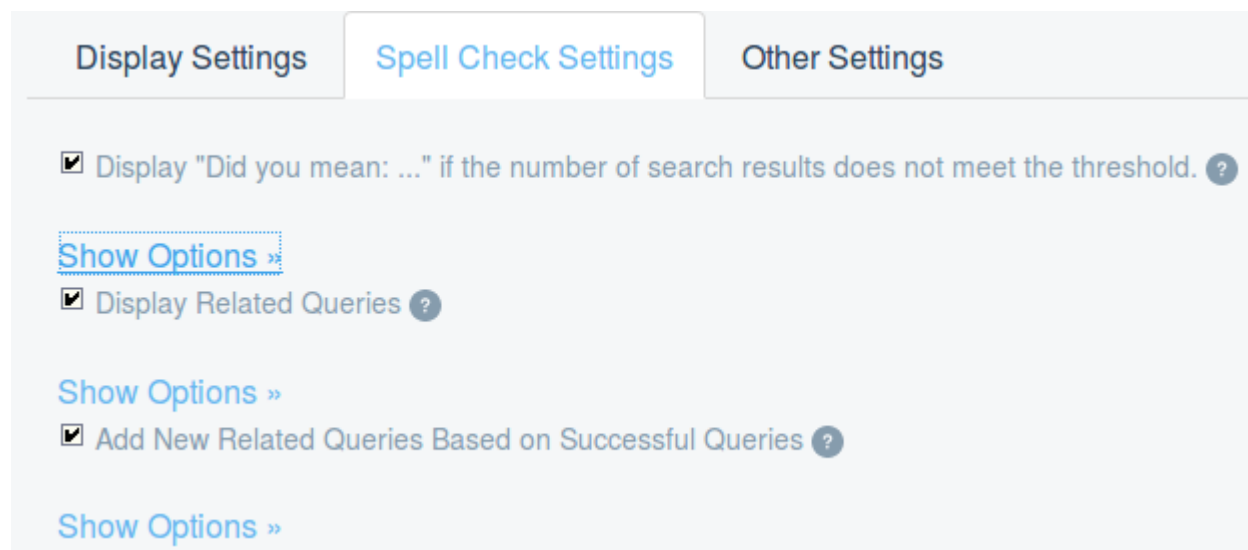 Display Settings Spell Check Settings Other Settings
Display "Did you mean: ..." if the number of search results does not meet the threshold. ?
Show Options »
Display Related Queries ?
Show Options »
Add New Related Queries Based on Successful Queries ?
Show Options »